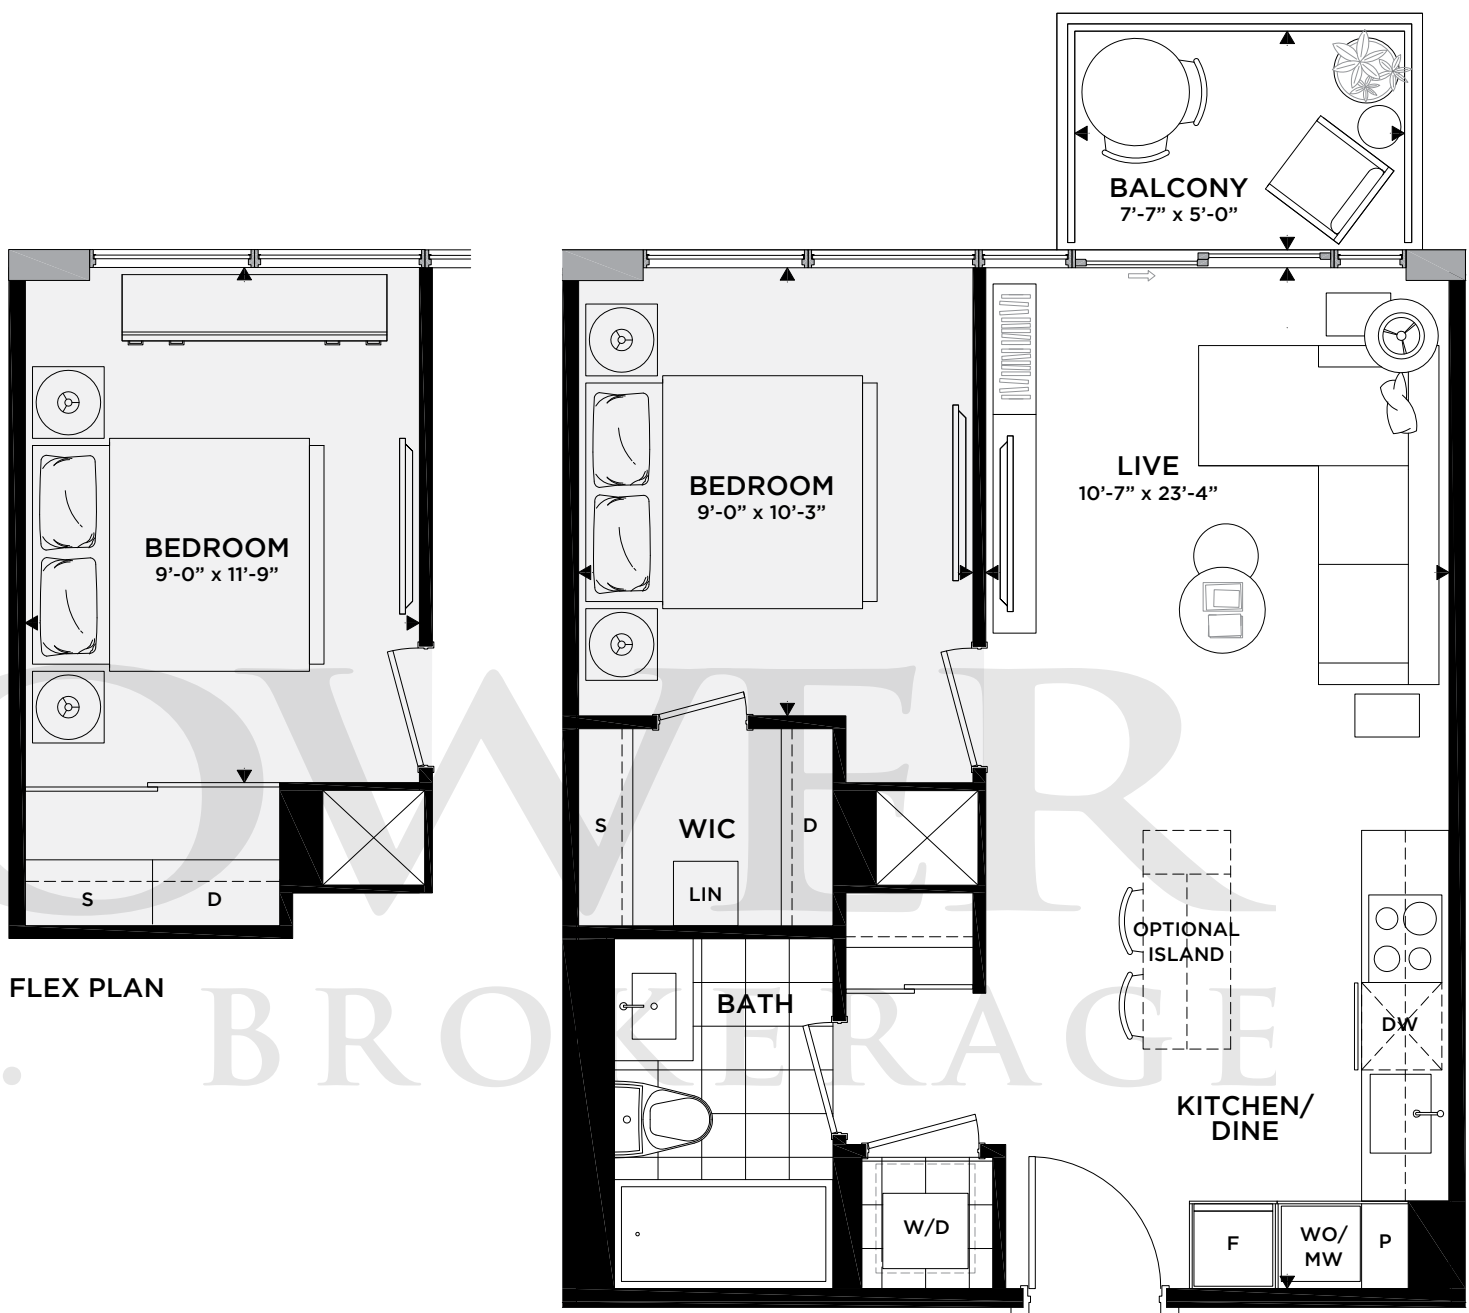 BALCONY
7'-7" x 5'-0"
BEDROOM
9'-0" x 11'-9"
S
D
FLEX PLAN
BEDROOM
9'-0" x 10'-3"
LIVE
10'-7" x 23'-4"
S
WIC
D
LIN
OPTIONAL
ISLAND
BATH
DW
KITCHEN/
DINE
W/D
F
WO/
MW
P
OWER
. BROKERAGE